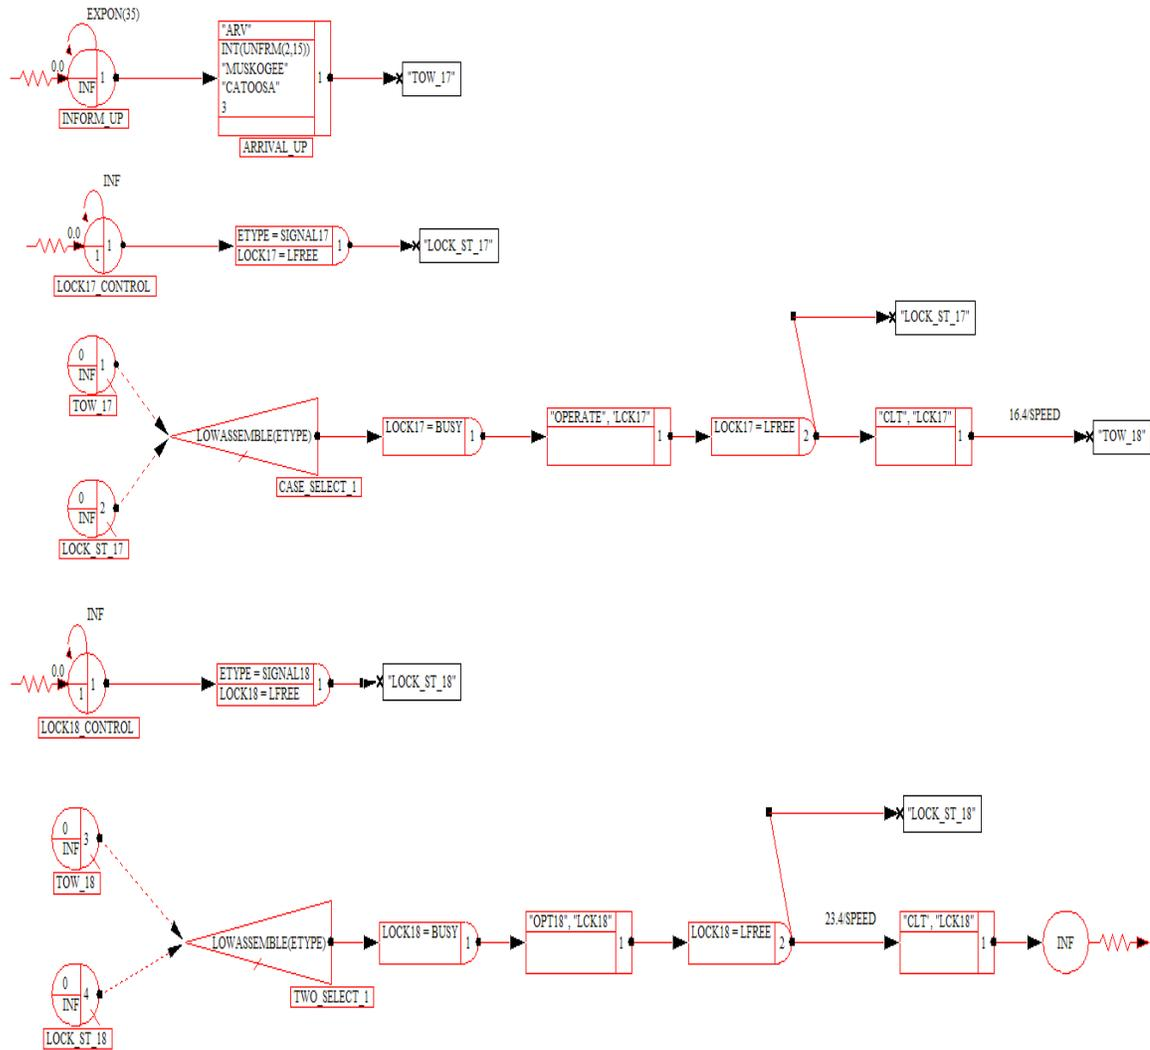 EXPON(35)
0.0
1
INF
INFORM_UP
"ARV"
INT(UNFRM(2,15))
"MUSKOGEE"
"CATOOSA"
3
1
ARRIVAL_UP
"TOW_17"
INF
0.0
1
1
LOCK17_CONTROL
ETYPE = SIGNAL17
LOCK17 = LFREE
1
"LOCK_ST_17"
"LOCK_ST_17"
0
INF
1
TOW_17
LOWASSEMBLE(ETYPE)
CASE_SELECT_1
LOCK17 = BUSY
1
"OPERATE", "LCK17"
1
LOCK17 = LFREE
2
"CLT", "LCK17"
1
16.4/SPEED
"TOW_18"
0
INF
2
LOCK_ST_17
INF
0.0
1
1
LOCK18_CONTROL
ETYPE = SIGNAL18
LOCK18 = LFREE
1
"LOCK_ST_18"
"LOCK_ST_18"
0
INF
3
TOW_18
LOWASSEMBLE(ETYPE)
TWO_SELECT_1
LOCK18 = BUSY
1
"OPT18", "LCK18"
1
LOCK18 = LFREE
2
23.4/SPEED
"CLT', "LCK18"
1
INF
0
INF
4
LOCK_ST_18